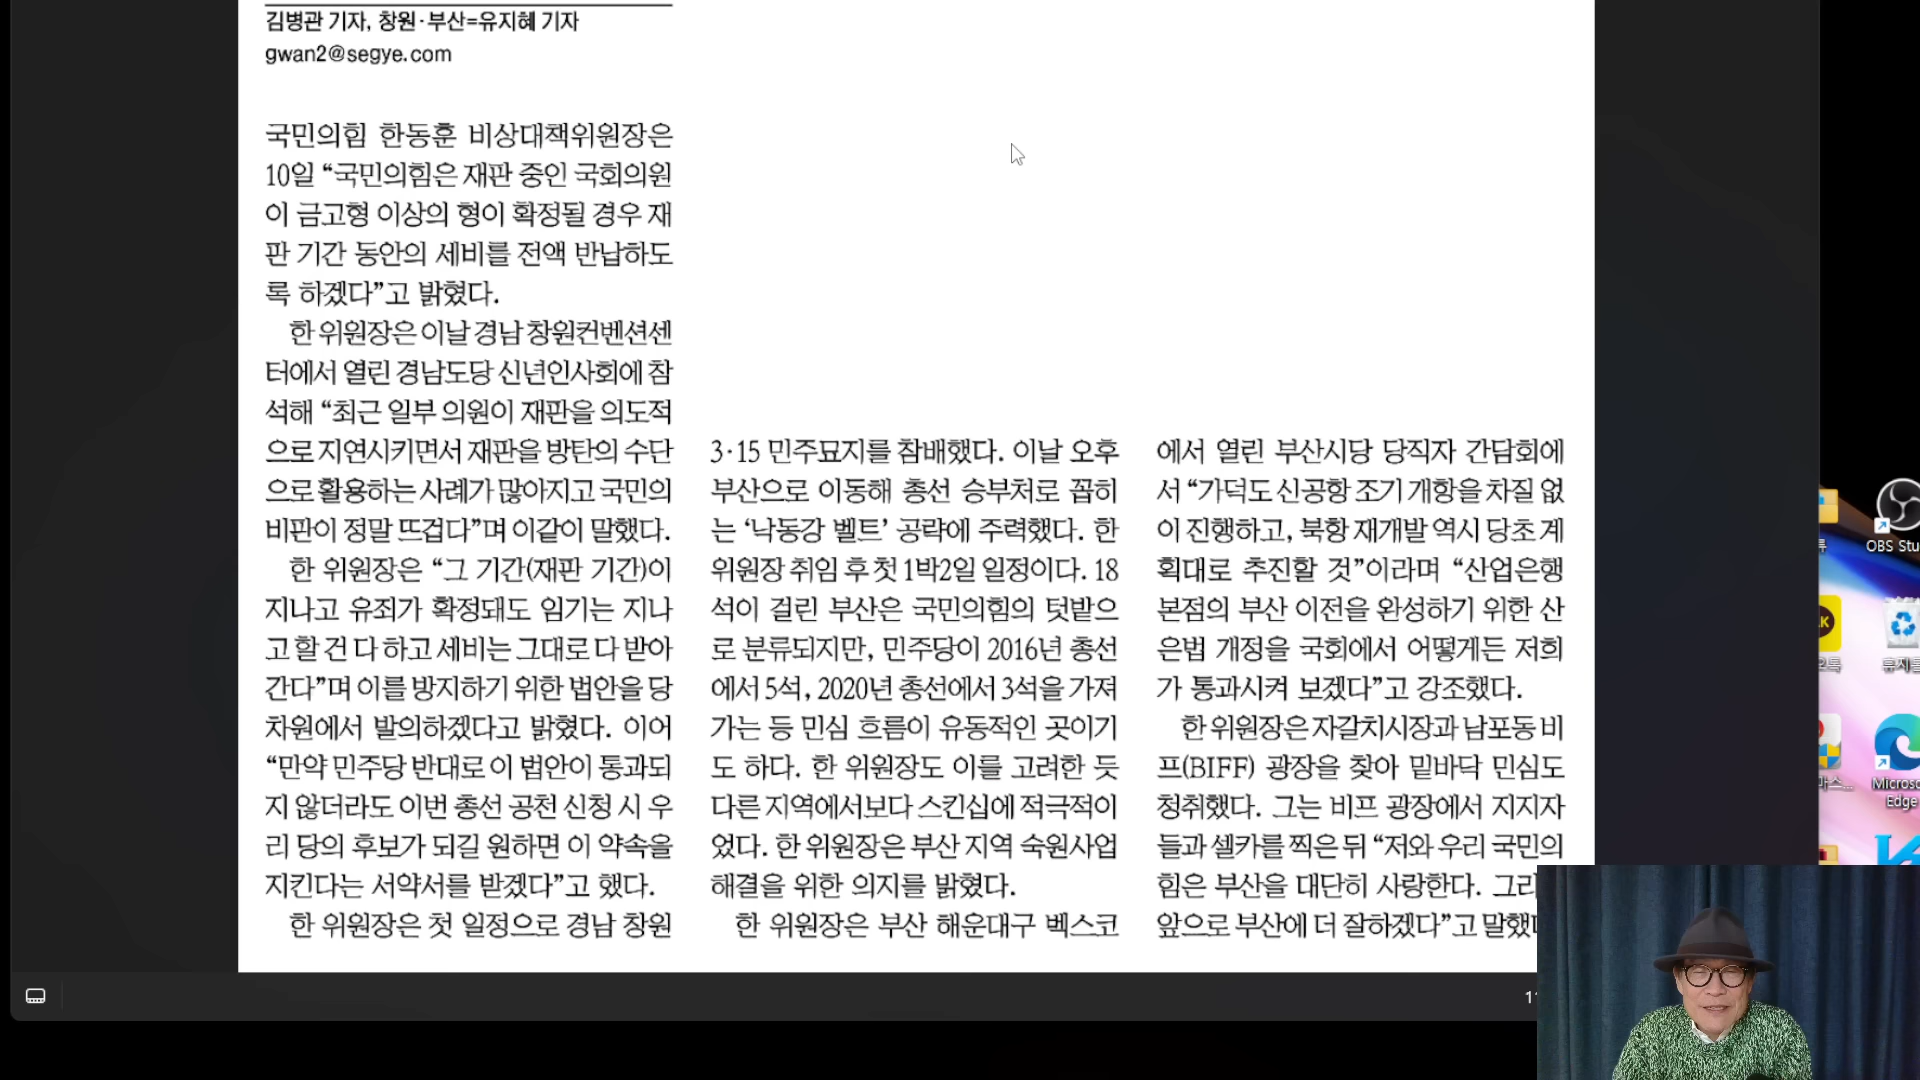 김병관 기자, 창원·부산=유지혜 기자
gwan2@segye.com
국민의힘 한동훈 비상대책위원장은
10일 “국민의힘은 재판 중인 국회의원
이 금고형 이상의 형이 확정될 경우 재
판 기간 동안의 세비를 전액 반납하도
록 하겠다”고 밝혔다.
한 위원장은 이날 경남 창원컨벤션센
터에서 열린 경남도당 신년인사회에 참
석해 “최근 일부 의원이 재판을 의도적
으로 지연시키면서 재판을 방탄의 수단
으로 활용하는 사례가 많아지고 국민의
비판이 정말 뜨겁다”며 이같이 말했다.
한 위원장은 “그 기간(재판 기간)이
지나고 유죄가 확정돼도 임기는 지나
고 할 건 다 하고 세비는 그대로 다 받아
간다”며 이를 방지하기 위한 법안을 당
차원에서 발의하겠다고 밝혔다. 이어
“만약 민주당 반대로 이 법안이 통과되
지 않더라도 이번 총선 공천 신청 시 우
리 당의 후보가 되길 원하면 이 약속을
지킨다는 서약서를 받겠다”고 했다.
한 위원장은 첫 일정으로 경남 창원
3·15 민주묘지를 참배했다. 이날 오후
부산으로 이동해 총선 승부처로 꼽히
는 ‘낙동강 벨트’ 공략에 주력했다. 한
위원장 취임 후 첫 1박2일 일정이다. 18
석이 걸린 부산은 국민의힘의 텃밭으
로 분류되지만, 민주당이 2016년 총선
에서 5석, 2020년 총선에서 3석을 가져
가는 등 민심 흐름이 유동적인 곳이기
도 하다. 한 위원장도 이를 고려한 듯
다른 지역에서보다 스킨십에 적극적이
었다. 한 위원장은 부산 지역 숙원사업
해결을 위한 의지를 밝혔다.
한 위원장은 부산 해운대구 벡스코
에서 열린 부산시당 당직자 간담회에
서 “가덕도 신공항 조기 개항을 차질 없
이 진행하고, 북항 재개발 역시 당초 계
획대로 추진할 것”이라며 “산업은행
본점의 부산 이전을 완성하기 위한 산
은법 개정을 국회에서 어떻게든 저희
가 통과시켜 보겠다”고 강조했다.
한 위원장은 자갈치시장과 남포동 비
프(BIFF) 광장을 찾아 밑바닥 민심도
청취했다. 그는 비프 광장에서 지지자
들과 셀카를 찍은 뒤 “저와 우리 국민의
힘은 부산을 대단히 사랑한다.
앞으로 부산에 더 잘하겠다”고
OBS Stu
Micros
Edge